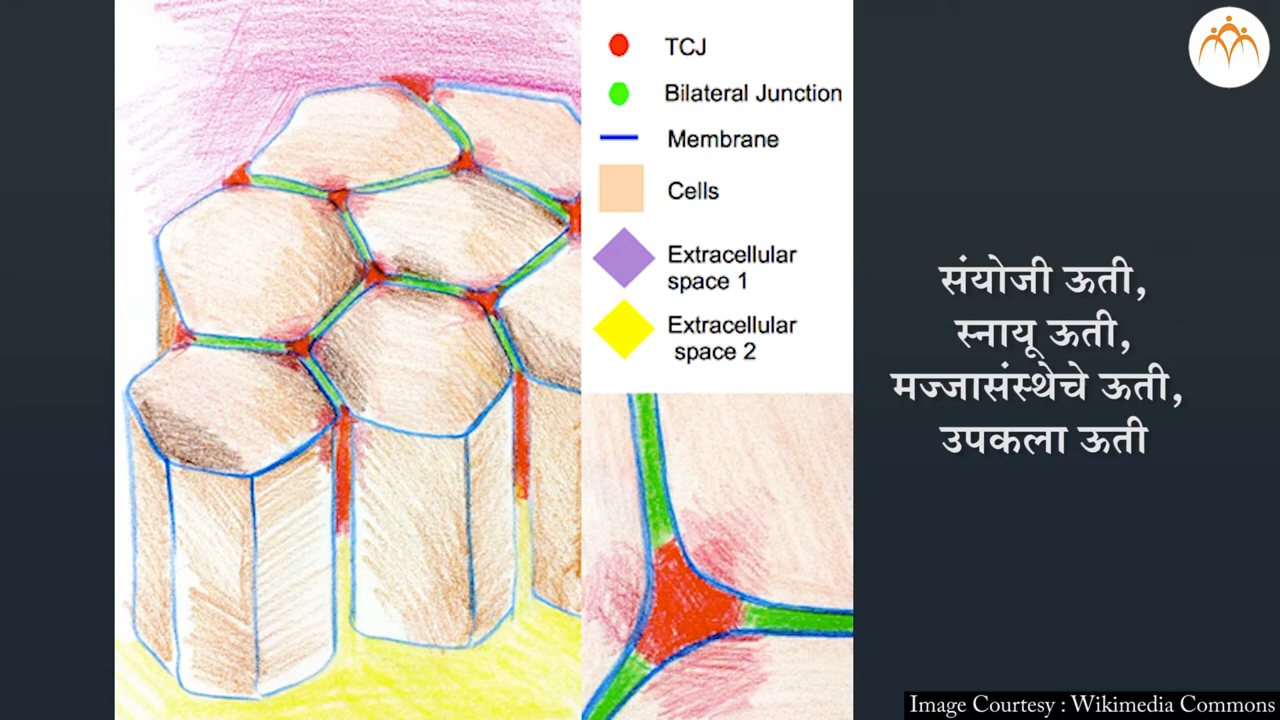 TCJ
Bilateral Junction
Membrane
Cells
Extracellular
space 1
Extracellular
space 2
संयोजी ऊती,
स्नायू ऊती,
मज्जासंस्थेचे ऊती,
उपकला ऊती
Image Courtesy : Wikimedia Commons